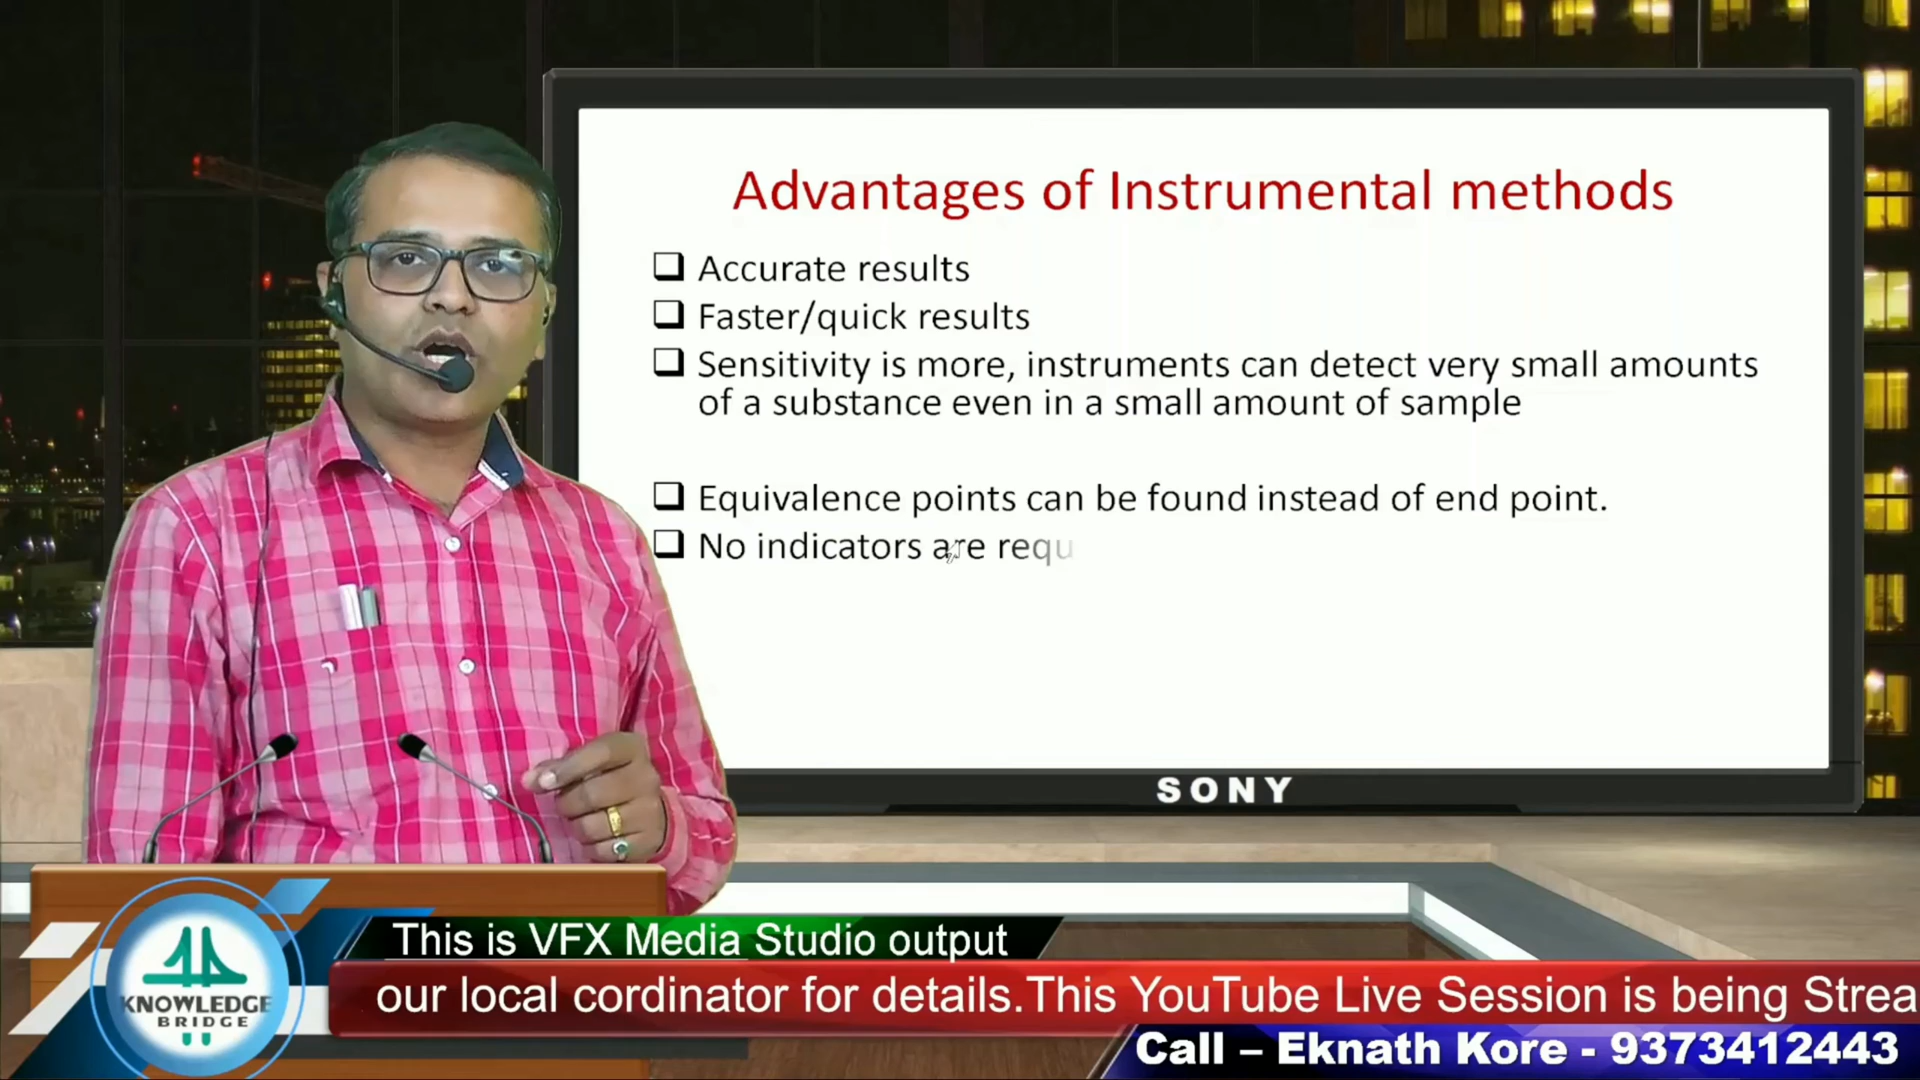 Advantages of Instrumental methods
Accurate results
Faster/quick results
Sensitivity is more, instruments can detect very small amounts
of a substance even in a small amount of sample
Equivalence points can be found instead of end point.
No indicators are requ
SONY
This is VFX Media Studio output
our local cordinator for details.This YouTube Live Session is being Strea
Call – Eknath Kore - 9373412443
KNOWLEDGE
BRIDGE